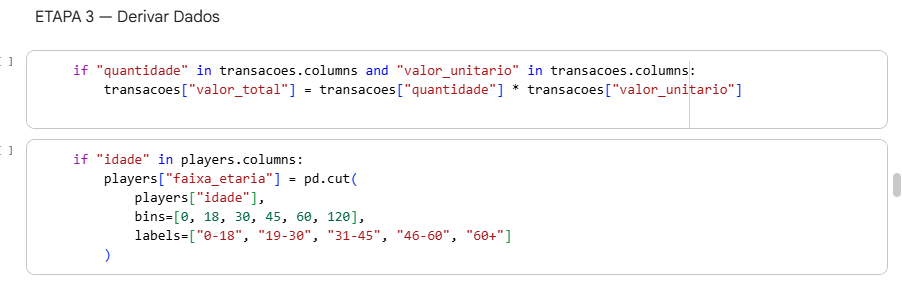 ETAPA 3 — Derivar Dados
[ ]
if "quantidade" in transacoes.columns and "valor_unitario" in transacoes.columns:
transacoes["valor_total"] = transacoes["quantidade"] * transacoes["valor_unitario"]
[ ]
if "idade" in players.columns:
players["faixa_etaria"] = pd.cut(
players["idade"],
bins=[0, 18, 30, 45, 60, 120],
labels=["0-18", "19-30", "31-45", "46-60", "60+"]
)